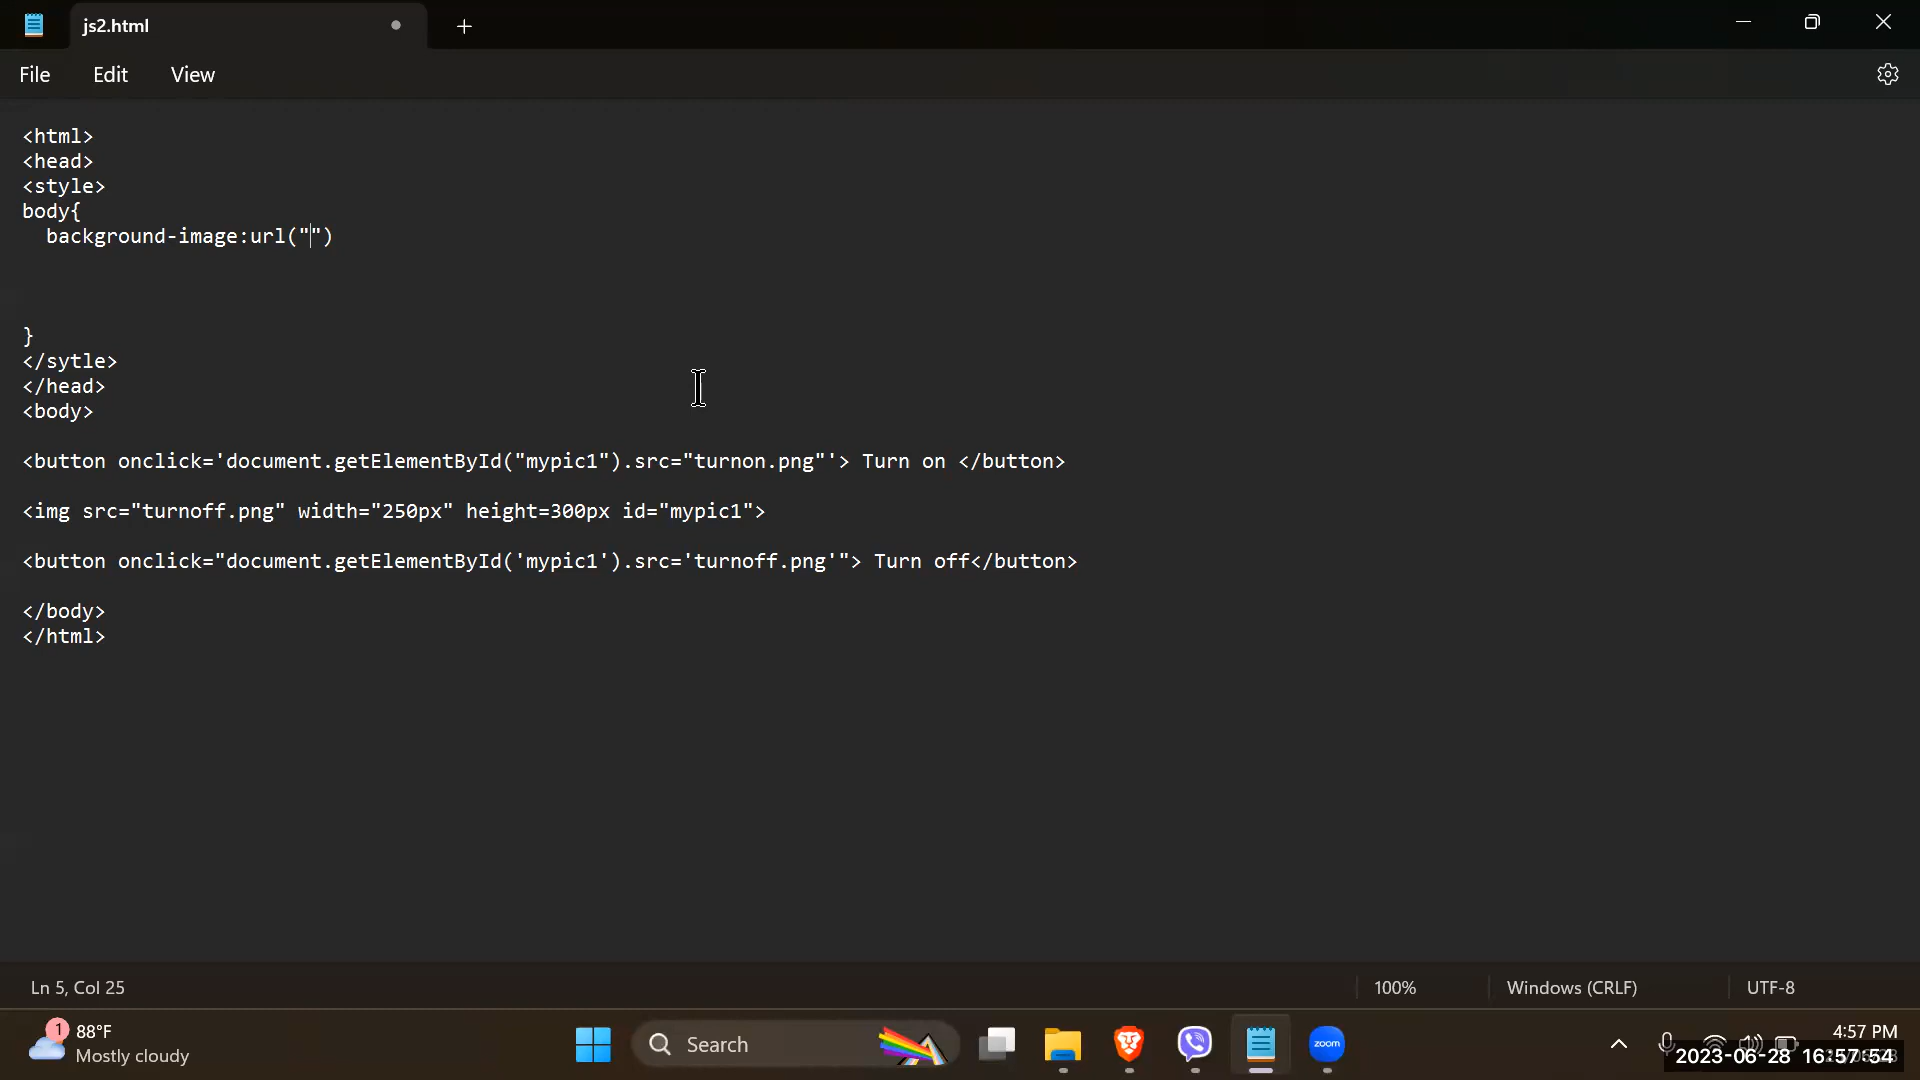 js2.html
File Edit View
<html>
<head>
<style>
body{
  background-image:url("")
}
</sytle>
</head>
<body>
<button onclick='document.getElementById("mypic1").src="turnon.png"'> Turn on </button>
<img src="turnoff.png" width="250px" height=300px id="mypic1">
<button onclick="document.getElementById('mypic1').src='turnoff.png'"> Turn off</button>
</body>
</html>
Ln 5, Col 25 100% Windows (CRLF) UTF-8
1 88°F
Mostly cloudy
Search
zoom
4:57 PM
2023-06-28 16:57:54